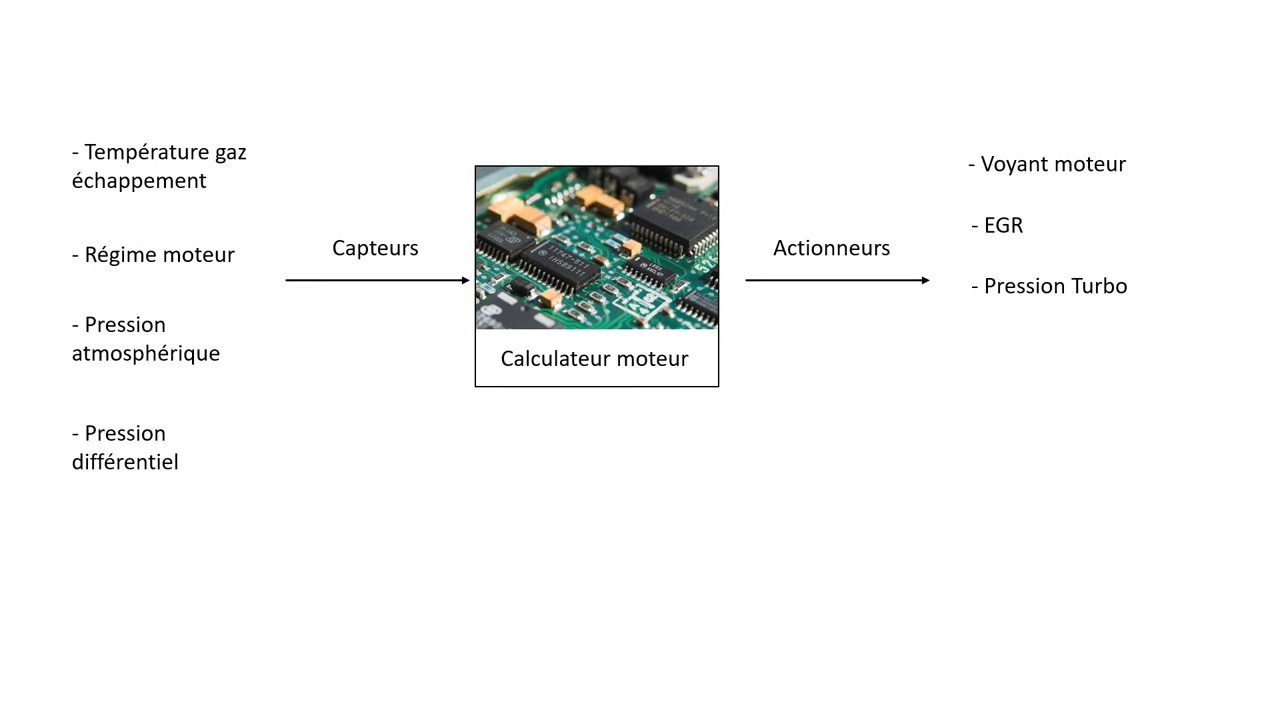 - Température gaz
échappement
- Régime moteur
- Pression
atmosphérique
- Pression
différentiel
Capteurs
Calculateur moteur
Actionneurs
- Voyant moteur
- EGR
- Pression Turbo